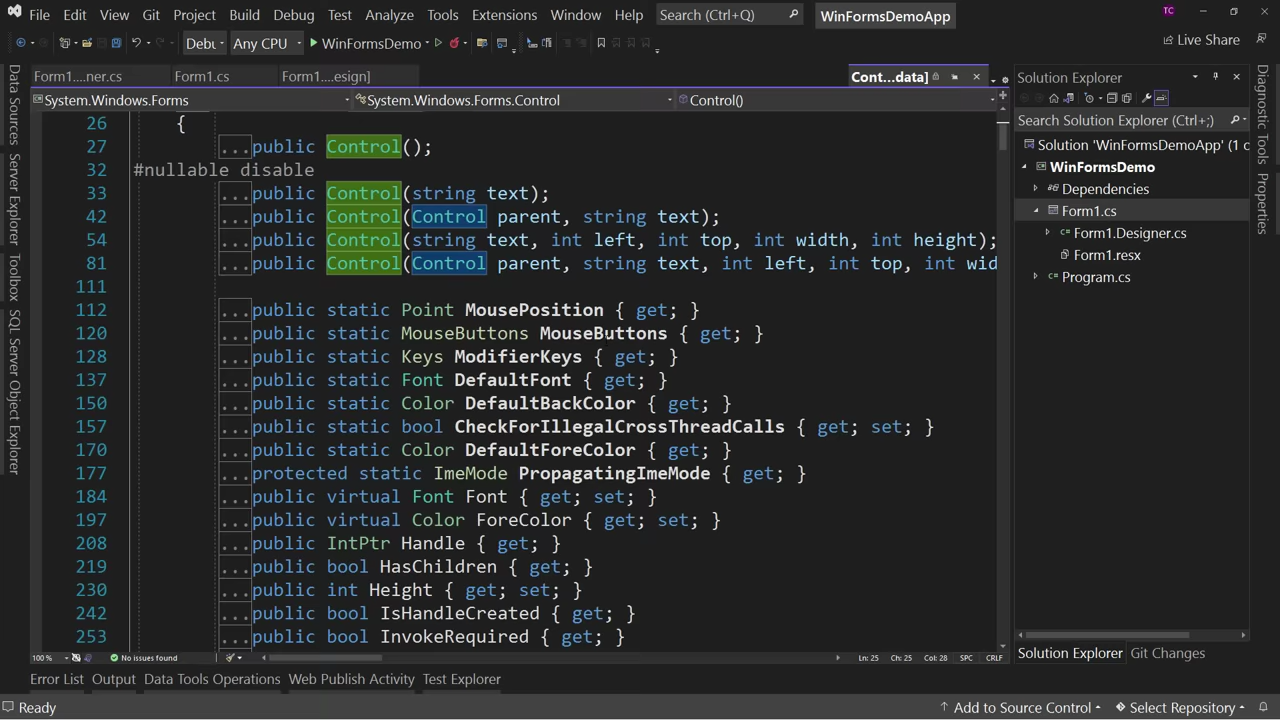 File Edit View Git Project Build Debug Test Analyze Tools Extensions Window Help Search (Ctrl+Q) WinFormsDemoApp TC
Debu Any CPU WinFormsDemo Live Share
Form1....ner.cs Form1.cs Form1....esign] Cont...data] Solution Explorer
System.Windows.Forms System.Windows.Forms.Control Control()
Search Solution Explorer (Ctrl+;)
Solution 'WinFormsDemoApp' (1 c
WinFormsDemo
Dependencies
Form1.cs
Form1.Designer.cs
Form1.resx
Program.cs
Data Sources
Server Explorer
Toolbox
SQL Server Object Explorer
26 {
27 ...public Control();
32 #nullable disable
33 ...public Control(string text);
42 ...public Control(Control parent, string text);
54 ...public Control(string text, int left, int top, int width, int height);
81 ...public Control(Control parent, string text, int left, int top, int wid
111
112 ...public static Point MousePosition { get; }
120 ...public static MouseButtons MouseButtons { get; }
128 ...public static Keys ModifierKeys { get; }
137 ...public static Font DefaultFont { get; }
150 ...public static Color DefaultBackColor { get; }
157 ...public static bool CheckForIllegalCrossThreadCalls { get; set; }
170 ...public static Color DefaultForeColor { get; }
177 ...protected static ImeMode PropagatingImeMode { get; }
184 ...public virtual Font Font { get; set; }
197 ...public virtual Color ForeColor { get; set; }
208 ...public IntPtr Handle { get; }
219 ...public bool HasChildren { get; }
230 ...public int Height { get; set; }
242 ...public bool IsHandleCreated { get; }
253 ...public bool InvokeRequired { get; }
Diagnostic Tools
Properties
100 % No issues found Ln: 25 Ch: 25 Col: 28 SPC CRLF
Solution Explorer Git Changes
Error List Output Data Tools Operations Web Publish Activity Test Explorer
Ready Add to Source Control Select Repository